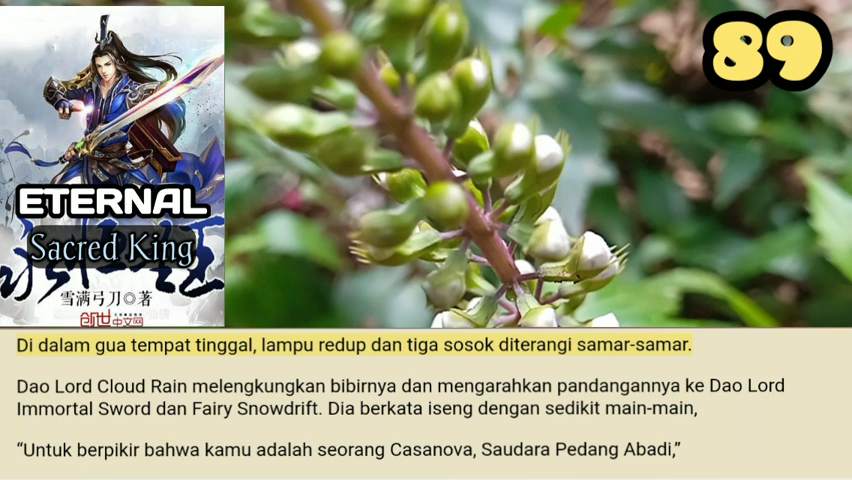 89
ETERNAL
Sacred King
雪满弓刀◎著
创世中文网
Di dalam gua tempat tinggal, lampu redup dan tiga sosok diterangi samar-samar.
Dao Lord Cloud Rain melengkungkan bibirnya dan mengarahkan pandangannya ke Dao Lord
Immortal Sword dan Fairy Snowdrift. Dia berkata iseng dengan sedikit main-main,
“Untuk berpikir bahwa kamu adalah seorang Casanova, Saudara Pedang Abadi,”